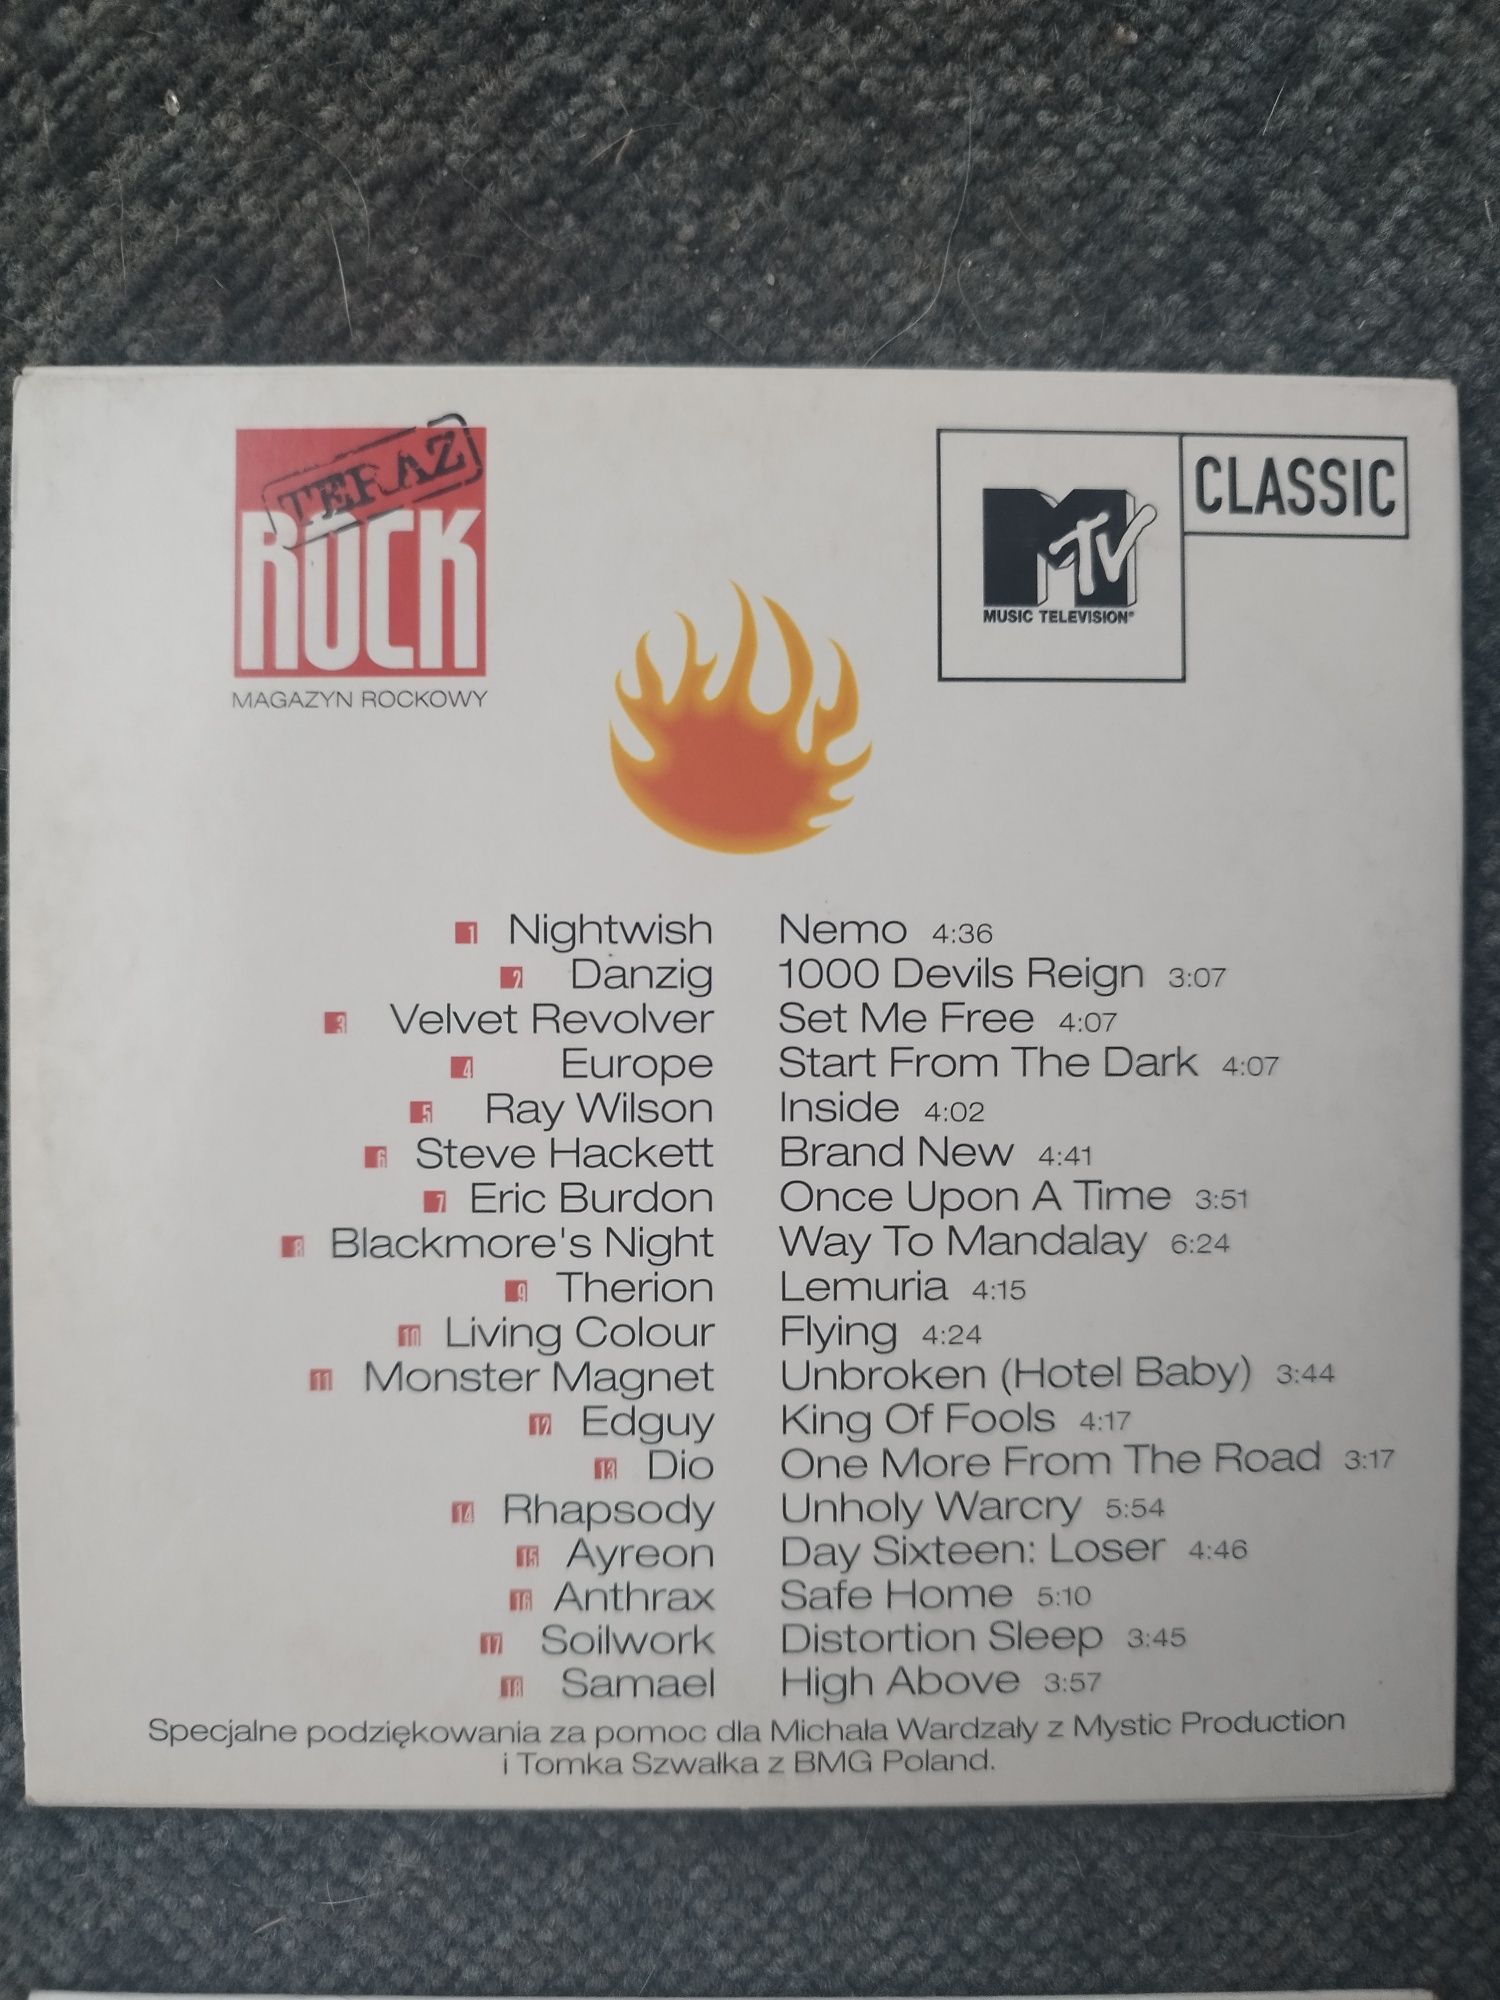 TERAZ
ROCK
MAGAZYN ROCKOWY
MTV
MUSIC TELEVISION®
CLASSIC
1 Nightwish Nemo 4:36
2 Danzig 1000 Devils Reign 3:07
3 Velvet Revolver Set Me Free 4:07
4 Europe Start From The Dark 4:07
5 Ray Wilson Inside 4:02
6 Steve Hackett Brand New 4:41
7 Eric Burdon Once Upon A Time 3:51
8 Blackmore's Night Way To Mandalay 6:24
9 Therion Lemuria 4:15
10 Living Colour Flying 4:24
11 Monster Magnet Unbroken (Hotel Baby) 3:44
12 Edguy King Of Fools 4:17
13 Dio One More From The Road 3:17
14 Rhapsody Unholy Warcry 5:54
15 Ayreon Day Sixteen: Loser 4:46
16 Anthrax Safe Home 5:10
17 Soilwork Distortion Sleep 3:45
18 Samael High Above 3:57
Specjalne podziękowania za pomoc dla Michała Wardzały z Mystic Production
i Tomka Szwałka z BMG Poland.